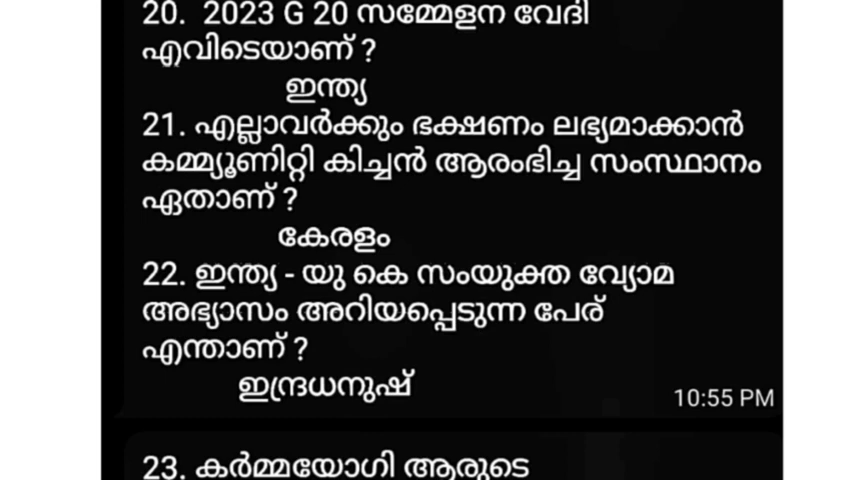 20. 2023 G 20 സമ്മേളന വേദി
എവിടെയാണ് ?
ഇന്ത്യ
21. എല്ലാവർക്കും ഭക്ഷണം ലഭ്യമാക്കാൻ
കമ്മ്യൂണിറ്റി കിച്ചൻ ആരംഭിച്ച സംസ്ഥാനം
ഏതാണ് ?
കേരളം
22. ഇന്ത്യ - യു കെ സംയുക്ത വ്യോമ
അഭ്യാസം അറിയപ്പെടുന്ന പേര്
എന്താണ് ?
ഇന്ദ്രധനുഷ്
10:55 PM
23. കർമ്മയോഗി ആരുടെ